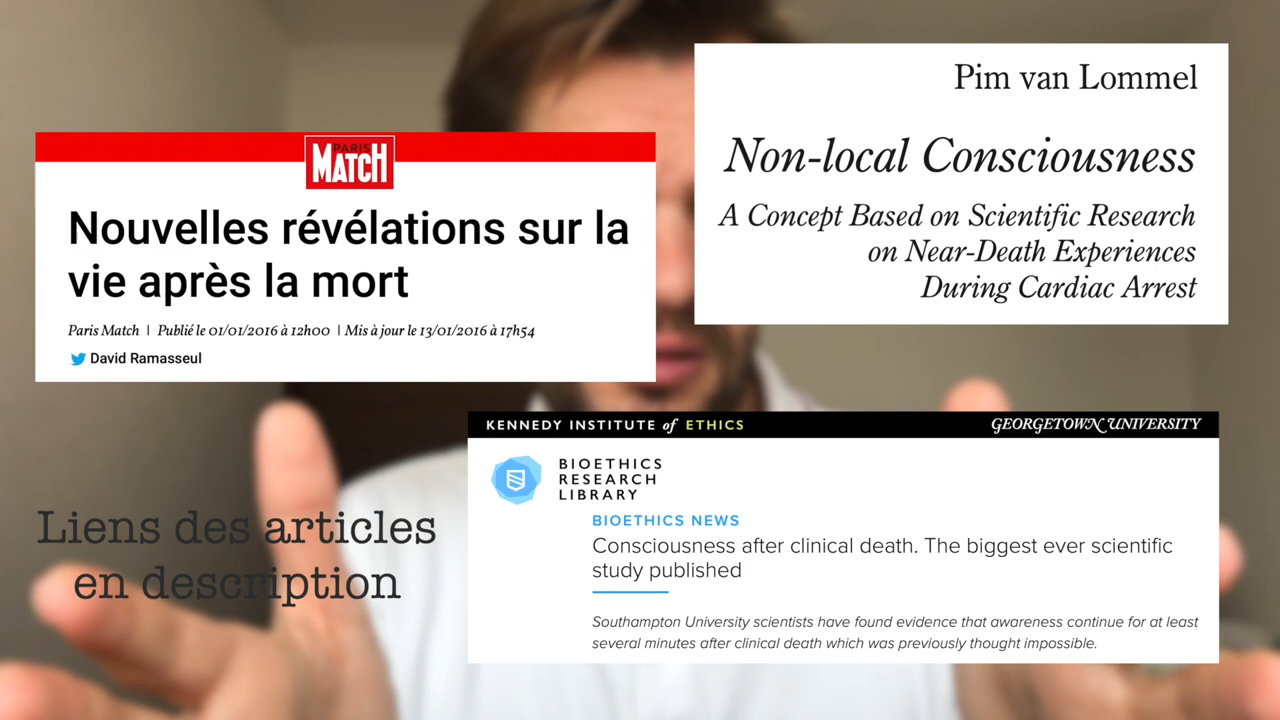 PARIS
MATCH
Nouvelles révélations sur la
vie après la mort
Paris Match | Publié le 01/01/2016 à 12h00 | Mis à jour le 13/01/2016 à 17h54
David Ramasseul
Pim van Lommel
Non-local Consciousness
A Concept Based on Scientific Research
on Near-Death Experiences
During Cardiac Arrest
KENNEDY INSTITUTE of ETHICS GEORGETOWN UNIVERSITY
BIOETHICS
RESEARCH
LIBRARY
BIOETHICS NEWS
Consciousness after clinical death. The biggest ever scientific
study published
Southampton University scientists have found evidence that awareness continue for at least
several minutes after clinical death which was previously thought impossible.
Liens des articles
en description